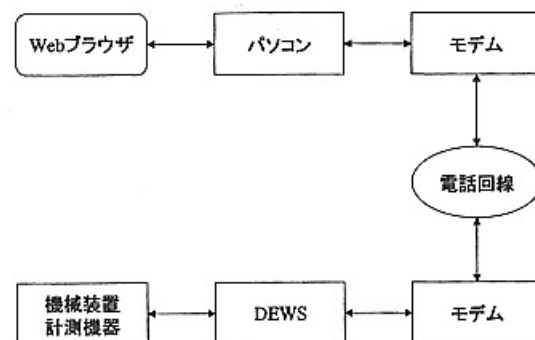 Webブラウザ
パソコン
モデム
電話回線
機械装置
計測機器
DEWS
モデム